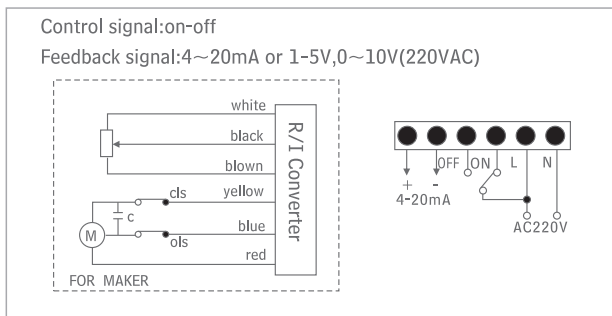 Control signal:on-off
Feedback signal:4~20mA or 1-5V,0~10V(220VAC)
white
black
blown
yellow
blue
red
R/I Converter
cls
c
M
ols
FOR MAKER
OFF ON L N
+ -
4-20mA
AC220V